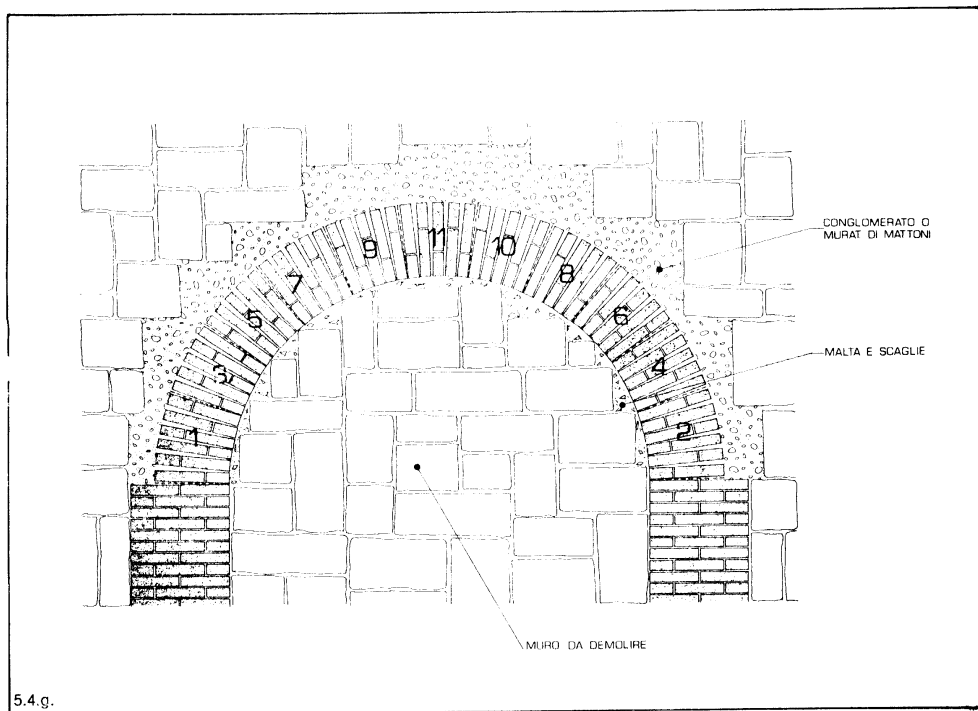 9
11
10
7
8
5
6
3
4
1
2
CONGLOMERATO O
MURAT DI MATTONI
MALTA E SCAGLIE
MURO DA DEMOLIRE
5.4.g.